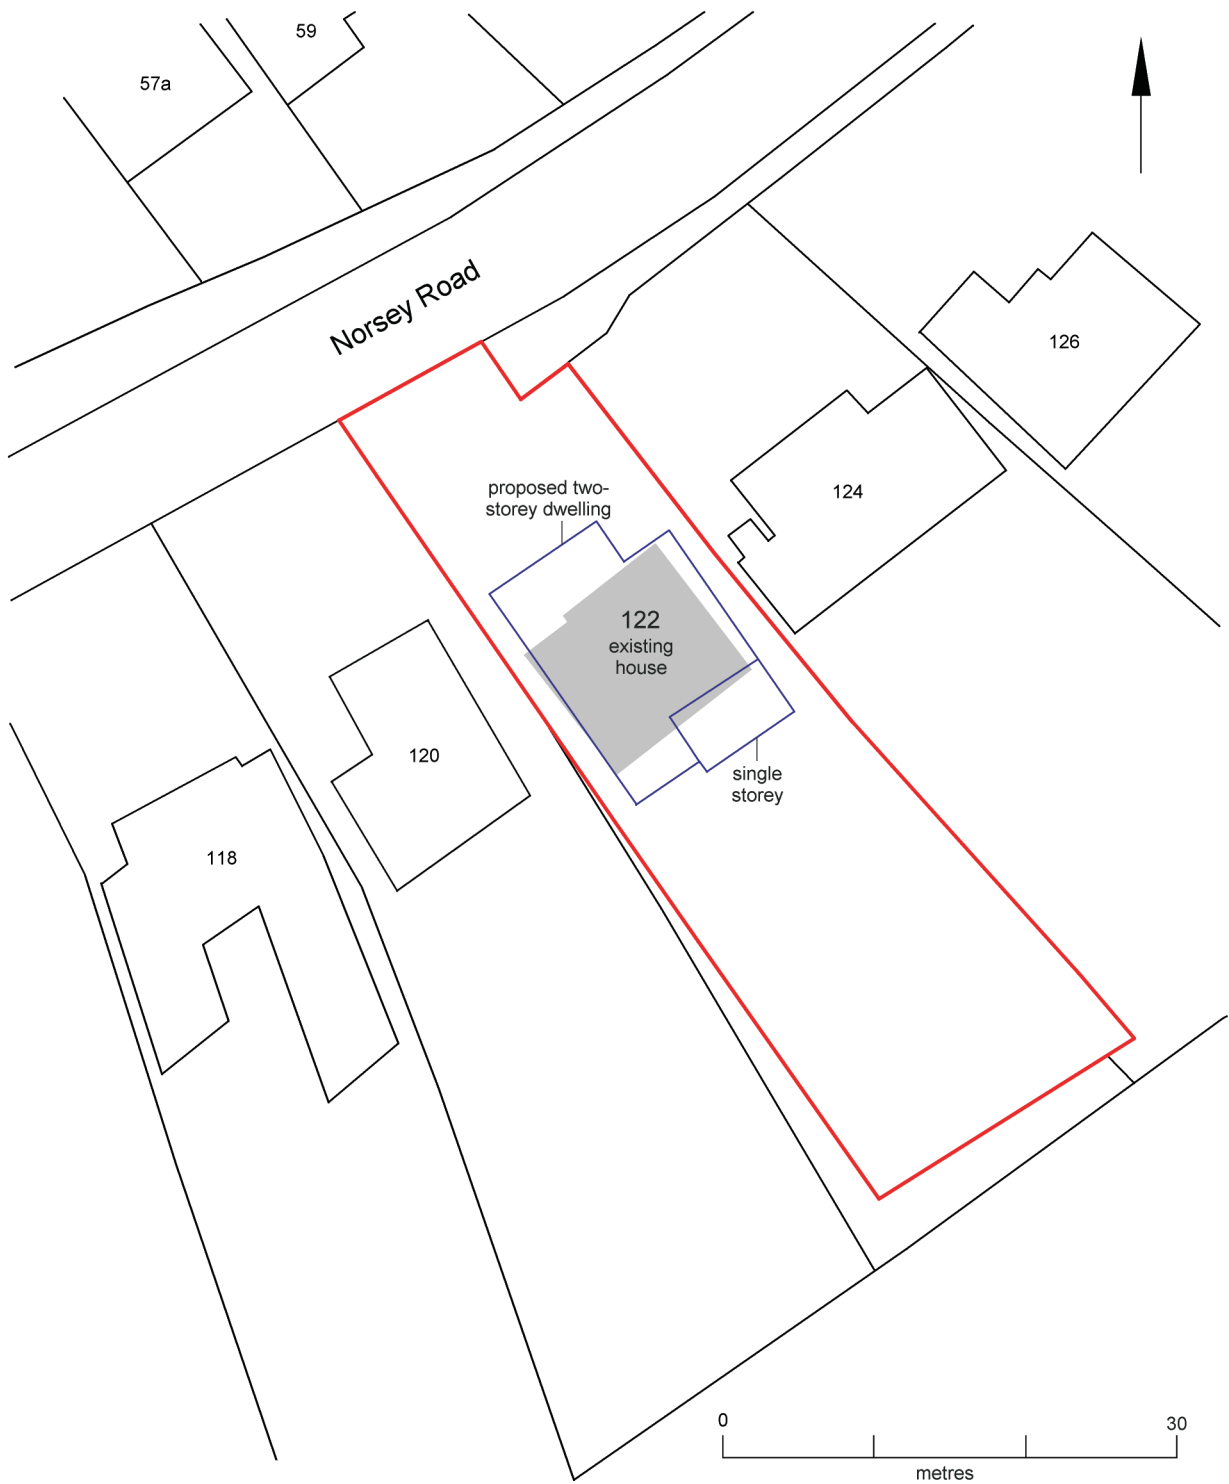 59
57a
Norsey Road
126
124
proposed two-
storey dwelling
122
existing
house
120
single
storey
118
0
30
metres